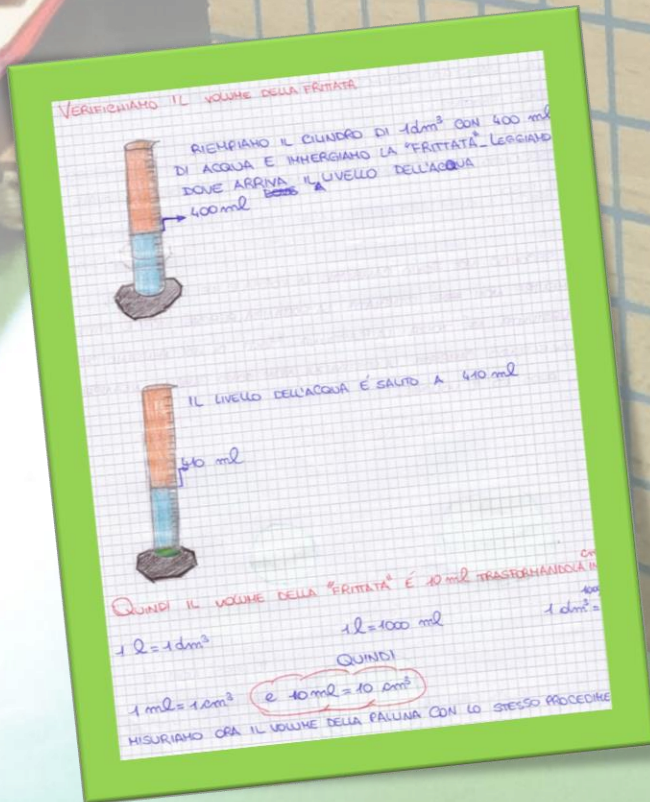 VERIFICHIAMO IL VOLUME DELLA FRITTATA
RIEMPIAMO IL CILINDRO DI 1dm³ CON 400 ml
DI ACQUA E IMMERGIAMO LA "FRITTATA". LEGGIAMO
DOVE ARRIVA IL LIVELLO DELL'ACQUA
400ml
IL LIVELLO DELL'ACQUA É SALITO A 410 ml
410 ml
QUINDI IL VOLUME DELLA "FRITTATA" É 10 ml TRASFORMANDOLA IN
1 l = 1 dm³ 1 l = 1000 ml 1 dm³ =
QUINDI
1 ml = 1 cm³ e 10 ml = 10 cm³
MISURIAMO ORA IL VOLUME DELLA PALLINA CON LO STESSO PROCEDIME